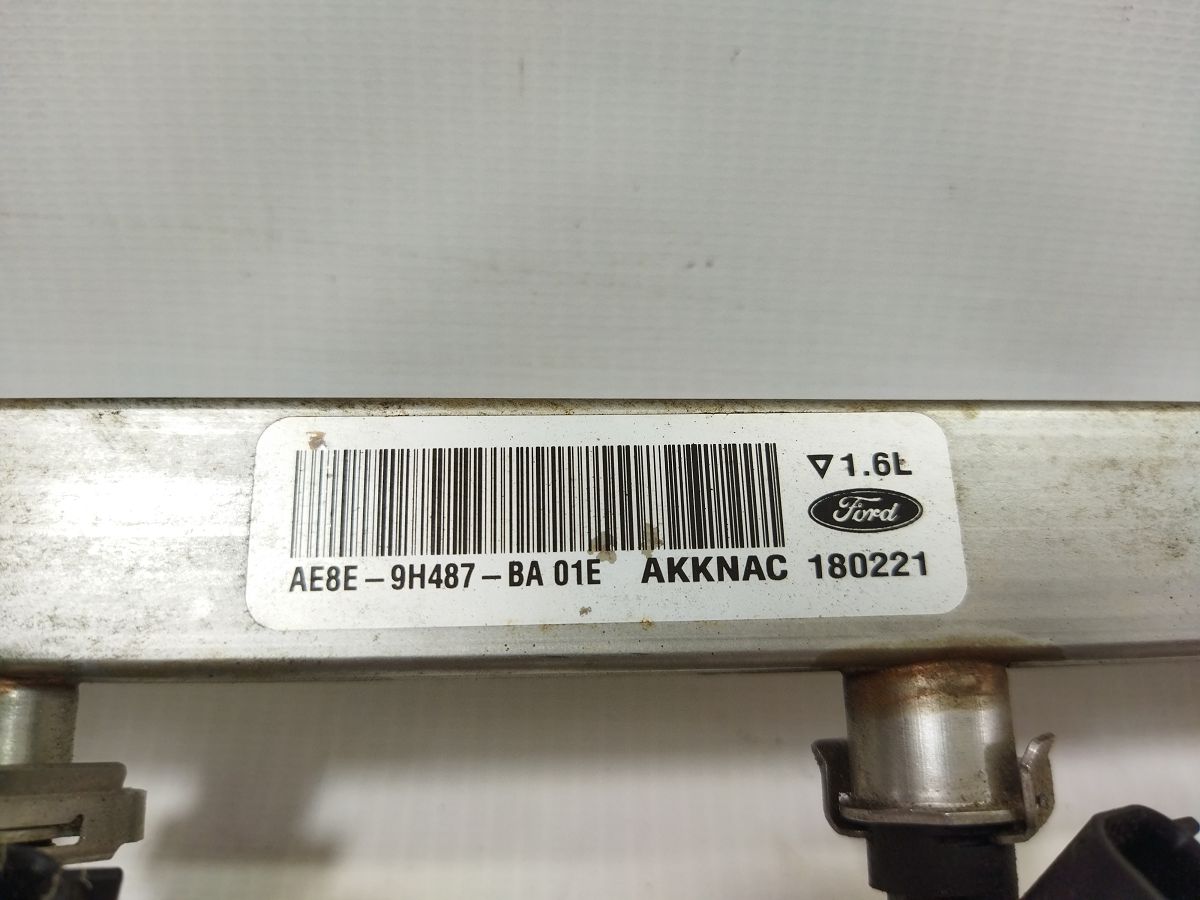 ▽1.6L
Ford
AE8E-9H487-BA 01E AKKNAC 180221